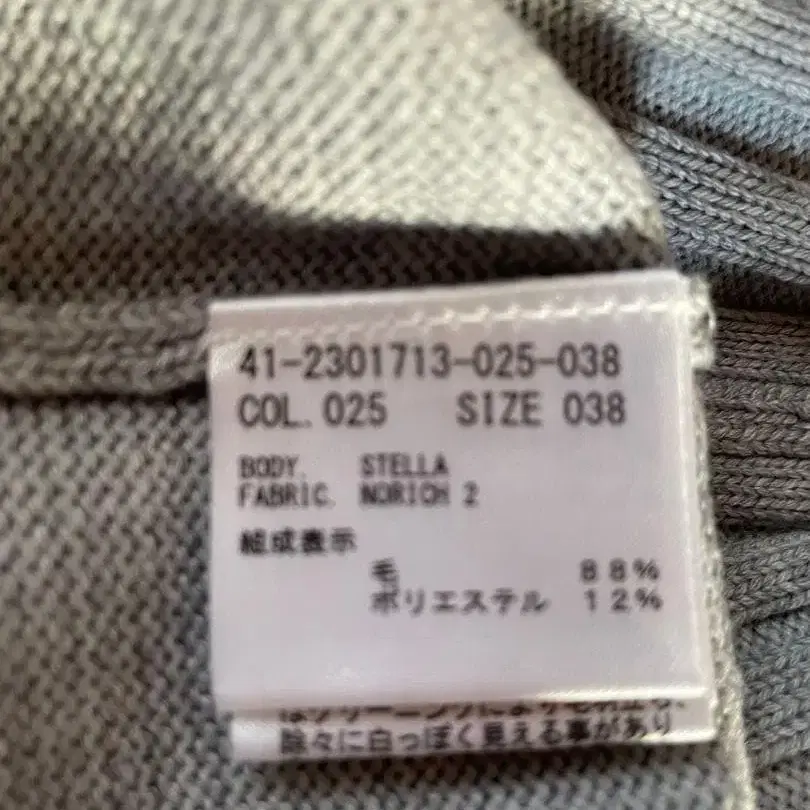 41-2301713-025-038
COL. 025 SIZE 038
BODY. STELLA
FABRIC. NORICH 2
組成表示
毛 88%
ポリエステル 12%
除々に白っぽく見える事があり